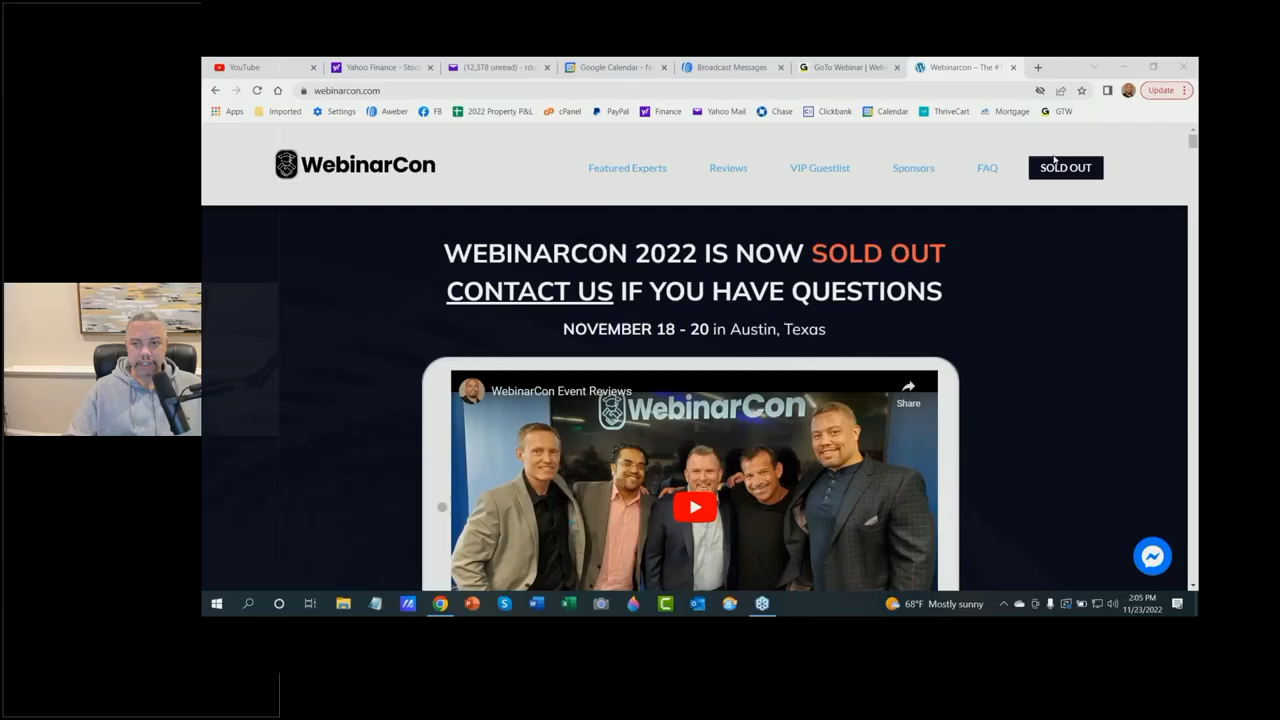 YouTube
Yahoo Finance - Stoc
(12,378 unread) - rdu
Google Calendar - N
Broadcast Messages
GoTo Webinar | Web
Webinarcon – The #
webinarcon.com
Update
Apps
Imported
Settings
Aweber
FB
2022 Property P&L
cPanel
PayPal
Finance
Yahoo Mail
Chase
Clickbank
Calendar
ThriveCart
Mortgage
GTW
WebinarCon
Featured Experts
Reviews
VIP Guestlist
Sponsors
FAQ
SOLD OUT
WEBINARCON 2022 IS NOW SOLD OUT
CONTACT US IF YOU HAVE QUESTIONS
NOVEMBER 18 - 20 in Austin, Texas
WebinarCon Event Reviews
Share
WebinarCon
68°F Mostly sunny
2:05 PM
11/23/2022